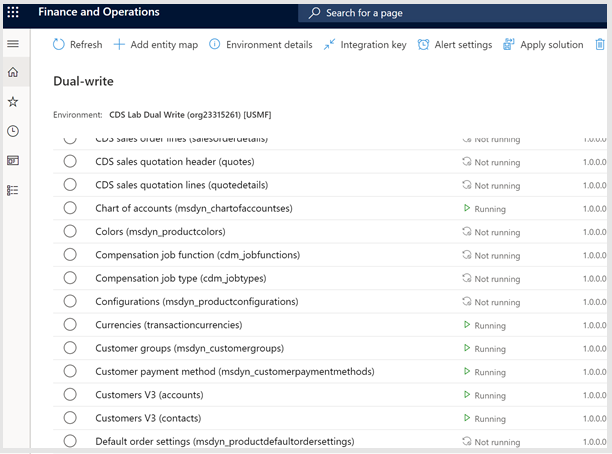 Finance and Operations
Search for a page
Refresh Add entity map Environment details Integration key Alert settings Apply solution
Dual-write
Environment: CDS Lab Dual Write (org23315261) [USMF]
CDS sales order lines (salesorderdetails) Not running 1.0.0.0
CDS sales quotation header (quotes) Not running 1.0.0.0
CDS sales quotation lines (quotedetails) Not running 1.0.0.0
Chart of accounts (msdyn_chartofaccountses) Running 1.0.0.0
Colors (msdyn_productcolors) Not running 1.0.0.0
Compensation job function (cdm_jobfunctions) Not running 1.0.0.0
Compensation job type (cdm_jobtypes) Not running 1.0.0.0
Configurations (msdyn_productconfigurations) Not running 1.0.0.0
Currencies (transactioncurrencies) Running 1.0.0.0
Customer groups (msdyn_customergroups) Running 1.0.0.0
Customer payment method (msdyn_customerpaymentmethods) Running 1.0.0.0
Customers V3 (accounts) Running 1.0.0.0
Customers V3 (contacts) Running 1.0.0.0
Default order settings (msdyn_productdefaultordersettings) Not running 1.0.0.0